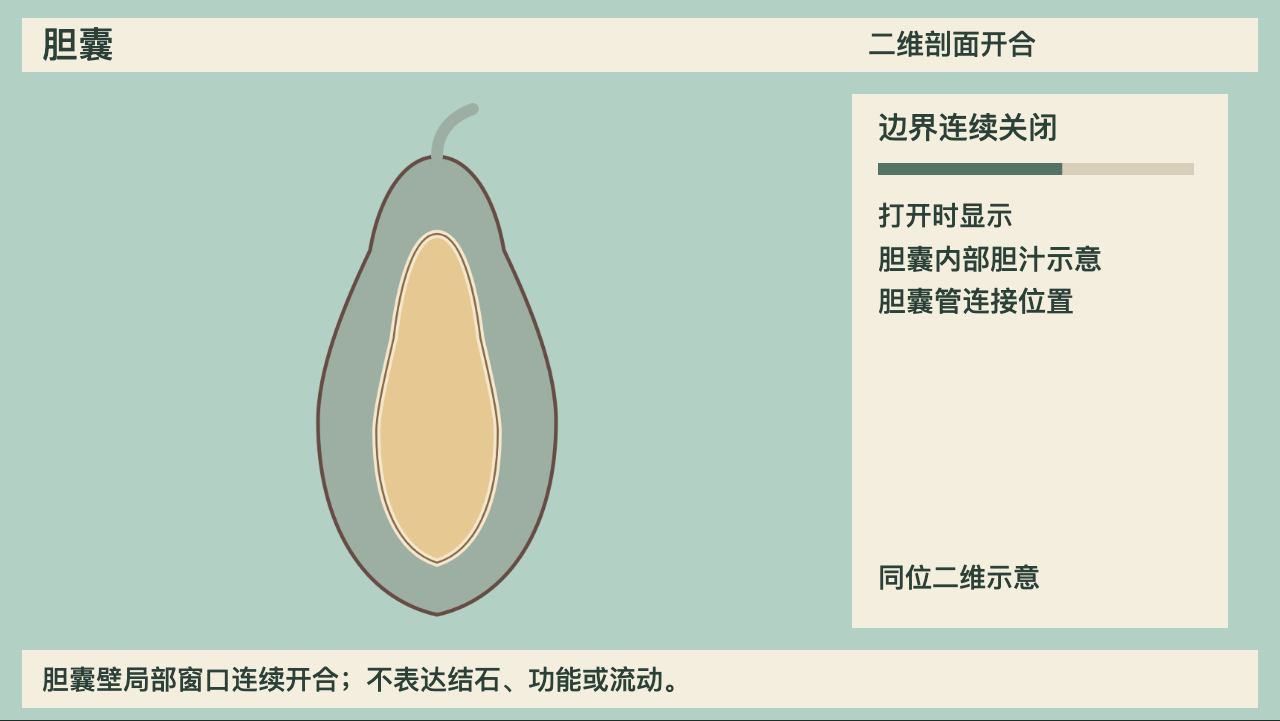 胆囊
二维剖面开合
边界连续关闭
打开时显示
胆囊内部胆汁示意
胆囊管连接位置
同位二维示意
胆囊壁局部窗口连续开合；不表达结石、功能或流动。